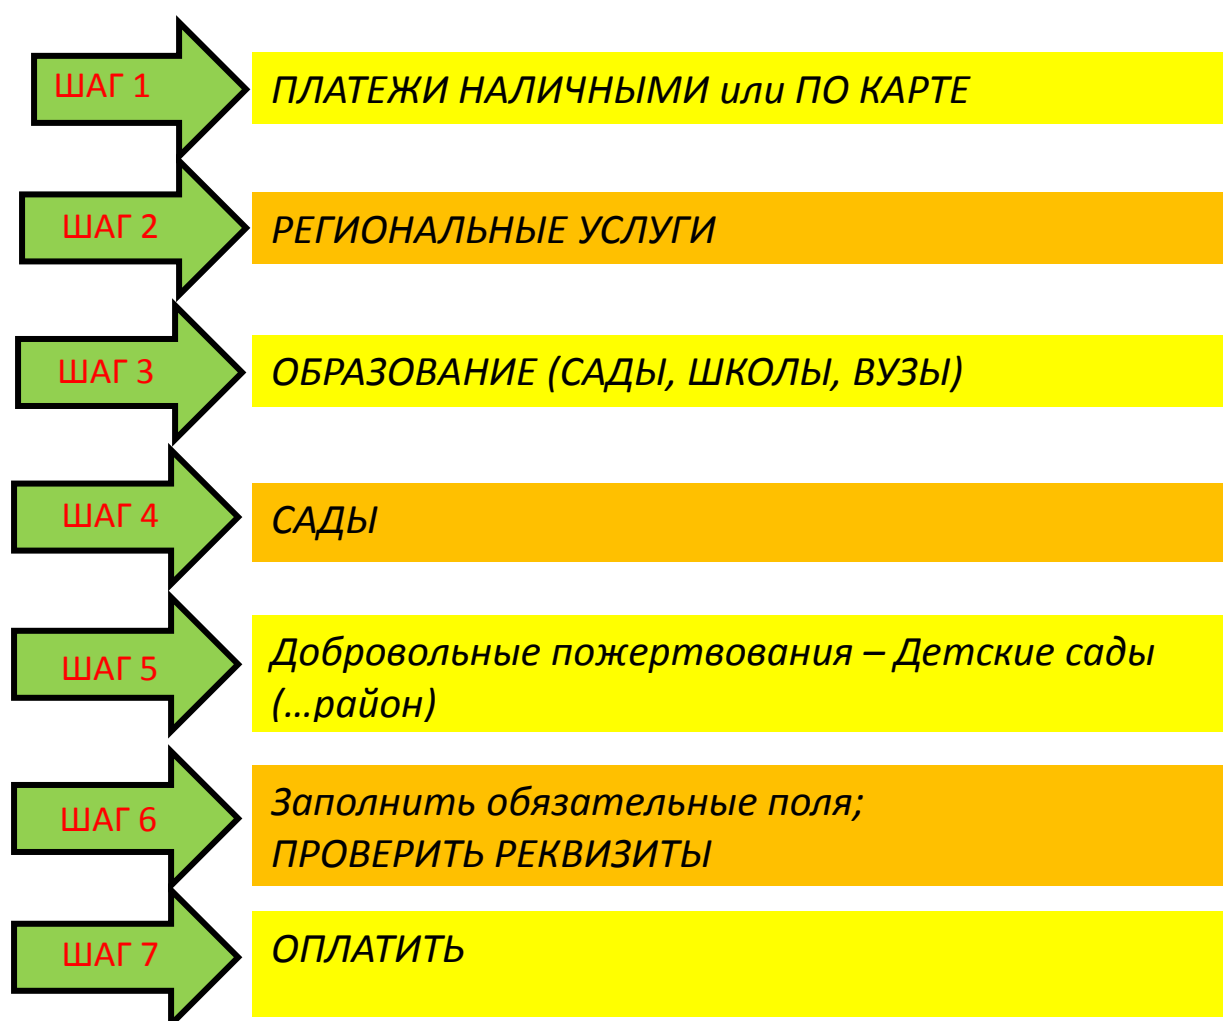 ШАГ 1
ПЛАТЕЖИ НАЛИЧНЫМИ или ПО КАРТЕ
ШАГ 2
РЕГИОНАЛЬНЫЕ УСЛУГИ
ШАГ 3
ОБРАЗОВАНИЕ (САДЫ, ШКОЛЫ, ВУЗЫ)
ШАГ 4
САДЫ
ШАГ 5
Добровольные пожертвования – Детские сады
(...район)
ШАГ 6
Заполнить обязательные поля;
ПРОВЕРИТЬ РЕКВИЗИТЫ
ШАГ 7
ОПЛАТИТЬ